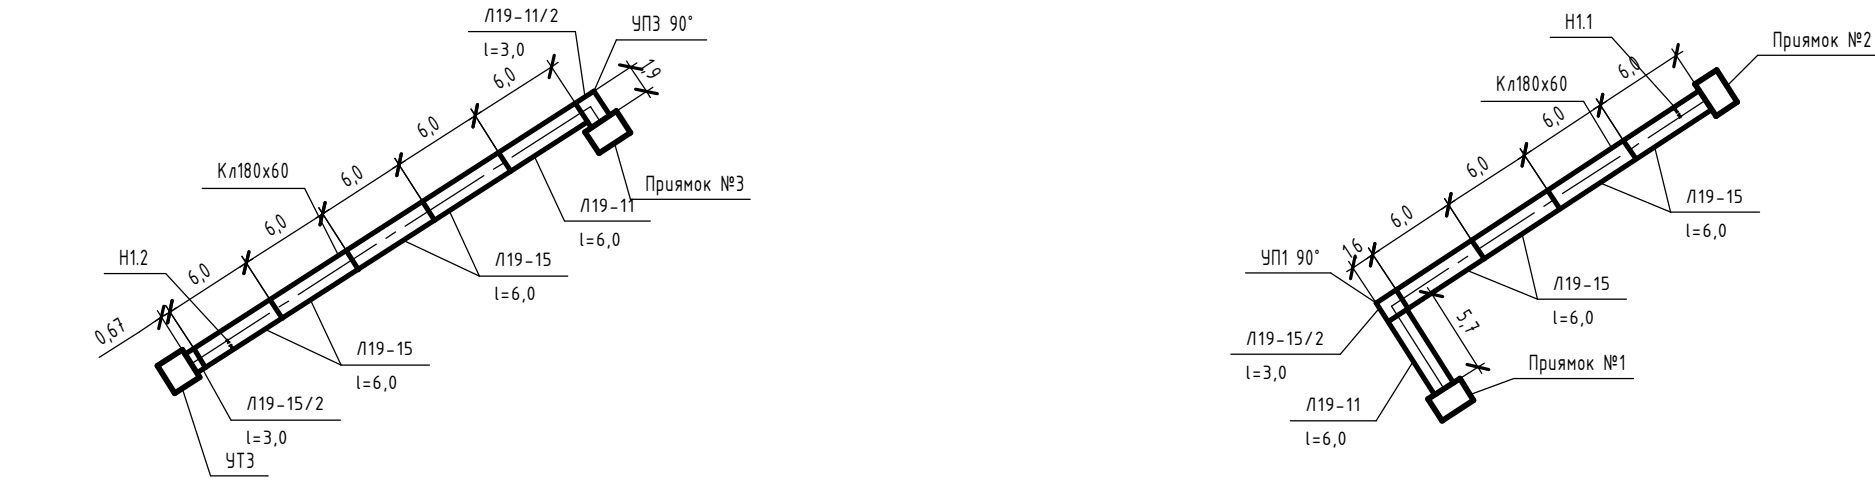 Л19-11/2
l=3,0
УП3 90°
1,9
6,0
6,0
6,0
6,0
6,0
0,67
Кл180х60
Н1.2
Приямок №3
Л19-11
l=6,0
Л19-15
l=6,0
Л19-15
l=6,0
Л19-15/2
l=3,0
УТ3
Н1.1
Приямок №2
Кл180х60
6,0
6,0
6,0
6,0
1,6
УП1 90°
Л19-15
l=6,0
Л19-15
l=6,0
5,7
Л19-15/2
l=3,0
Приямок №1
Л19-11
l=6,0